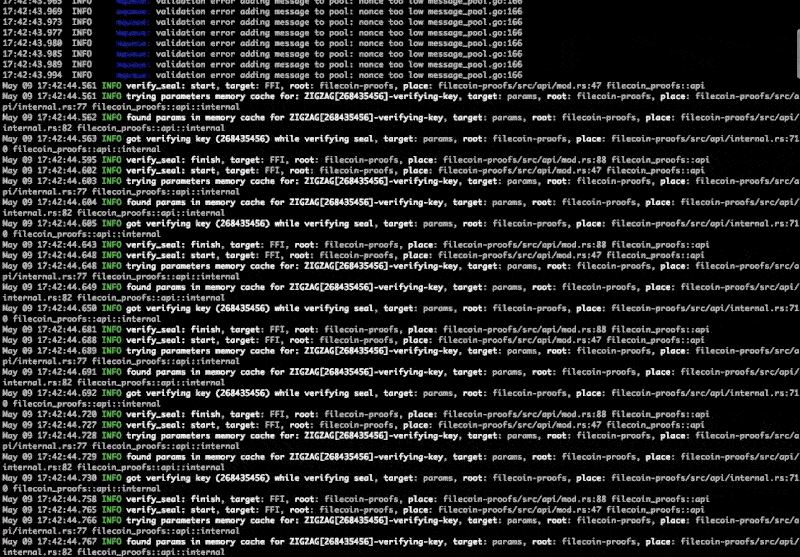 17:42:43.965 INFO validation error adding message to pool: nonce too low message_pool.go:166
17:42:43.969 INFO validation error adding message to pool: nonce too low message_pool.go:166
17:42:43.973 INFO validation error adding message to pool: nonce too low message_pool.go:166
17:42:43.977 INFO validation error adding message to pool: nonce too low message_pool.go:166
17:42:43.980 INFO validation error adding message to pool: nonce too low message_pool.go:166
17:42:43.985 INFO validation error adding message to pool: nonce too low message_pool.go:166
17:42:43.989 INFO validation error adding message to pool: nonce too low message_pool.go:166
17:42:43.994 INFO validation error adding message to pool: nonce too low message_pool.go:166
May 09 17:42:44.561 INFO verify_seal: start, target: FFI, root: filecoin-proofs, place: filecoin-proofs/src/api/mod.rs:47 filecoin_proofs::api
May 09 17:42:44.561 INFO trying parameters memory cache for: ZIGZAG[268435456]-verifying-key, target: params, root: filecoin-proofs, place: filecoin-proofs/src/a
pi/internal.rs:77 filecoin_proofs::api::internal
May 09 17:42:44.562 INFO found params in memory cache for ZIGZAG[268435456]-verifying-key, target: params, root: filecoin-proofs, place: filecoin-proofs/src/api/
internal.rs:82 filecoin_proofs::api::internal
May 09 17:42:44.563 INFO got verifying key (268435456) while verifying seal, target: params, root: filecoin-proofs, place: filecoin-proofs/src/api/internal.rs:71
0 filecoin_proofs::api::internal
May 09 17:42:44.595 INFO verify_seal: finish, target: FFI, root: filecoin-proofs, place: filecoin-proofs/src/api/mod.rs:88 filecoin_proofs::api
May 09 17:42:44.602 INFO verify_seal: start, target: FFI, root: filecoin-proofs, place: filecoin-proofs/src/api/mod.rs:47 filecoin_proofs::api
May 09 17:42:44.603 INFO trying parameters memory cache for: ZIGZAG[268435456]-verifying-key, target: params, root: filecoin-proofs, place: filecoin-proofs/src/a
pi/internal.rs:77 filecoin_proofs::api::internal
May 09 17:42:44.604 INFO found params in memory cache for ZIGZAG[268435456]-verifying-key, target: params, root: filecoin-proofs, place: filecoin-proofs/src/api/
internal.rs:82 filecoin_proofs::api::internal
May 09 17:42:44.605 INFO got verifying key (268435456) while verifying seal, target: params, root: filecoin-proofs, place: filecoin-proofs/src/api/internal.rs:71
0 filecoin_proofs::api::internal
May 09 17:42:44.643 INFO verify_seal: finish, target: FFI, root: filecoin-proofs, place: filecoin-proofs/src/api/mod.rs:88 filecoin_proofs::api
May 09 17:42:44.648 INFO verify_seal: start, target: FFI, root: filecoin-proofs, place: filecoin-proofs/src/api/mod.rs:47 filecoin_proofs::api
May 09 17:42:44.648 INFO trying parameters memory cache for: ZIGZAG[268435456]-verifying-key, target: params, root: filecoin-proofs, place: filecoin-proofs/src/a
pi/internal.rs:77 filecoin_proofs::api::internal
May 09 17:42:44.649 INFO found params in memory cache for ZIGZAG[268435456]-verifying-key, target: params, root: filecoin-proofs, place: filecoin-proofs/src/api/
internal.rs:82 filecoin_proofs::api::internal
May 09 17:42:44.650 INFO got verifying key (268435456) while verifying seal, target: params, root: filecoin-proofs, place: filecoin-proofs/src/api/internal.rs:71
0 filecoin_proofs::api::internal
May 09 17:42:44.681 INFO verify_seal: finish, target: FFI, root: filecoin-proofs, place: filecoin-proofs/src/api/mod.rs:88 filecoin_proofs::api
May 09 17:42:44.688 INFO verify_seal: start, target: FFI, root: filecoin-proofs, place: filecoin-proofs/src/api/mod.rs:47 filecoin_proofs::api
May 09 17:42:44.689 INFO trying parameters memory cache for: ZIGZAG[268435456]-verifying-key, target: params, root: filecoin-proofs, place: filecoin-proofs/src/a
pi/internal.rs:77 filecoin_proofs::api::internal
May 09 17:42:44.691 INFO found params in memory cache for ZIGZAG[268435456]-verifying-key, target: params, root: filecoin-proofs, place: filecoin-proofs/src/api/
internal.rs:82 filecoin_proofs::api::internal
May 09 17:42:44.692 INFO got verifying key (268435456) while verifying seal, target: params, root: filecoin-proofs, place: filecoin-proofs/src/api/internal.rs:71
0 filecoin_proofs::api::internal
May 09 17:42:44.720 INFO verify_seal: finish, target: FFI, root: filecoin-proofs, place: filecoin-proofs/src/api/mod.rs:88 filecoin_proofs::api
May 09 17:42:44.727 INFO verify_seal: start, target: FFI, root: filecoin-proofs, place: filecoin-proofs/src/api/mod.rs:47 filecoin_proofs::api
May 09 17:42:44.728 INFO trying parameters memory cache for: ZIGZAG[268435456]-verifying-key, target: params, root: filecoin-proofs, place: filecoin-proofs/src/a
pi/internal.rs:77 filecoin_proofs::api::internal
May 09 17:42:44.729 INFO found params in memory cache for ZIGZAG[268435456]-verifying-key, target: params, root: filecoin-proofs, place: filecoin-proofs/src/api/
internal.rs:82 filecoin_proofs::api::internal
May 09 17:42:44.730 INFO got verifying key (268435456) while verifying seal, target: params, root: filecoin-proofs, place: filecoin-proofs/src/api/internal.rs:71
0 filecoin_proofs::api::internal
May 09 17:42:44.758 INFO verify_seal: finish, target: FFI, root: filecoin-proofs, place: filecoin-proofs/src/api/mod.rs:88 filecoin_proofs::api
May 09 17:42:44.765 INFO verify_seal: start, target: FFI, root: filecoin-proofs, place: filecoin-proofs/src/api/mod.rs:47 filecoin_proofs::api
May 09 17:42:44.766 INFO trying parameters memory cache for: ZIGZAG[268435456]-verifying-key, target: params, root: filecoin-proofs, place: filecoin-proofs/src/a
pi/internal.rs:77 filecoin_proofs::api::internal
May 09 17:42:44.767 INFO found params in memory cache for ZIGZAG[268435456]-verifying-key, target: params, root: filecoin-proofs, place: filecoin-proofs/src/api/
internal.rs:82 filecoin_proofs::api::internal